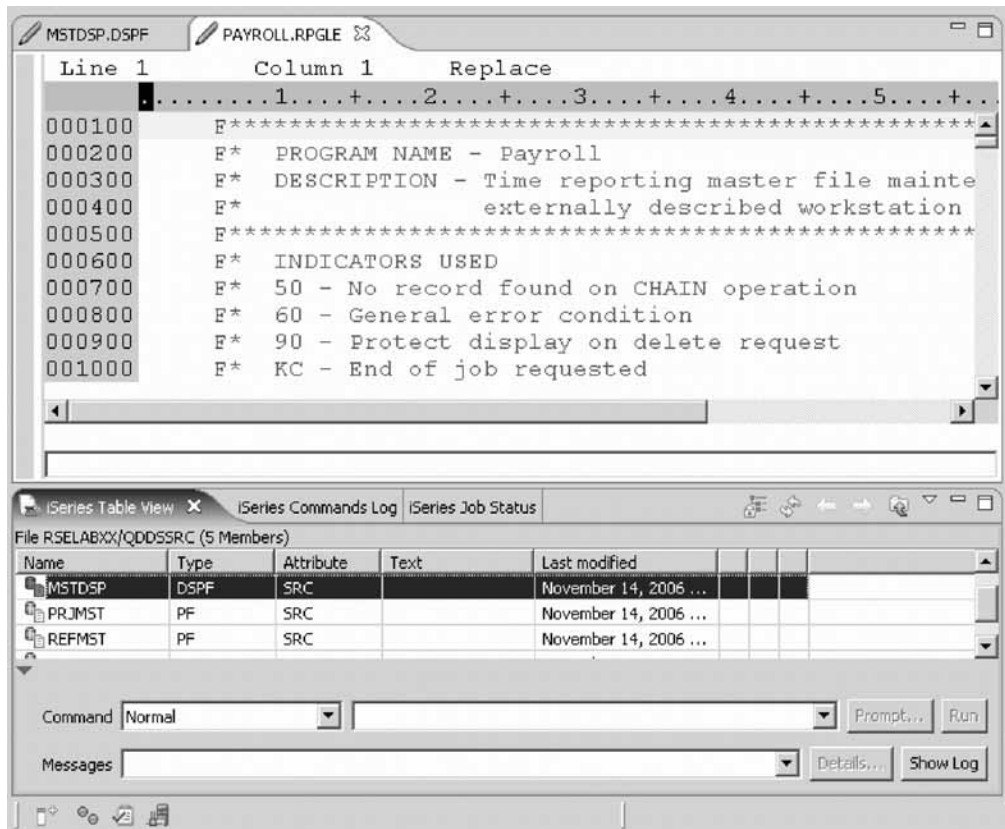 MSTDSP.DSPF PAYROLL.RPGLE
Line 1 Column 1 Replace
.........1....+....2....+....3....+....4....+....5....+..
000100 F**************************************************
000200 F* PROGRAM NAME - Payroll
000300 F* DESCRIPTION - Time reporting master file mainte
000400 F* externally described workstation
000500 F**************************************************
000600 F* INDICATORS USED
000700 F* 50 - No record found on CHAIN operation
000800 F* 60 - General error condition
000900 F* 90 - Protect display on delete request
001000 F* KC - End of job requested
iSeries Table View iSeries Commands Log iSeries Job Status
File RSELABXX/QDDSSRC (5 Members)
Name Type Attribute Text Last modified
MSTDSP DSPF SRC November 14, 2006 ...
PRJMST PF SRC November 14, 2006 ...
REFMST PF SRC November 14, 2006 ...
Command Normal Prompt... Run
Messages Details... Show Log